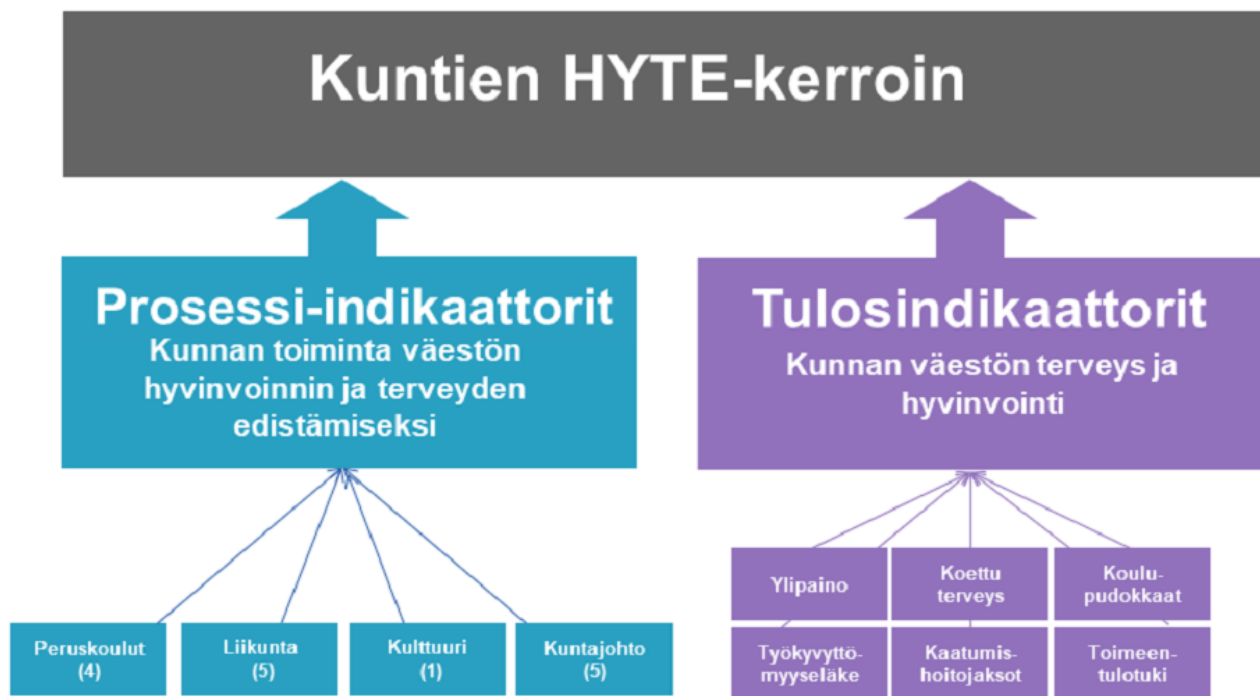 Kuntien HYTE-kerroin
Prosessi-indikaattorit
Kunnan toiminta väestön
hyvinvoinnin ja terveyden
edistämiseksi
Tulosindikaattorit
Kunnan väestön terveys ja
hyvinvointi
Peruskoulut
(4)
Liikunta
(5)
Kulttuuri
(1)
Kuntajohto
(5)
Ylipaino
Koettu
terveys
Koulu-
pudokkaat
Työkyvyttö-
myyseläke
Kaatumis-
hoitojaksot
Toimeen-
tulotuki